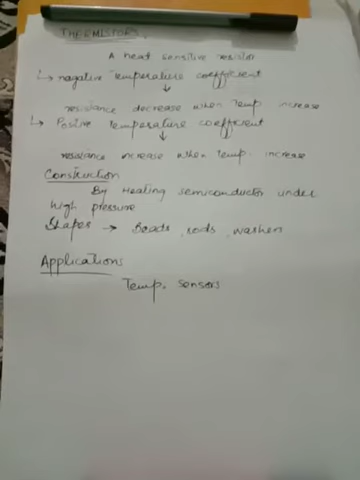 THERMISTORS
A heat sensitive resistor
↳ negative Temperature coefficient
↓
resistance decrease when Temp increase
↳ Positive temperature coefficient
↓
resistance increase when Temp. increase
Construction
By Heating semiconductor under
high pressure
Shapes → Beads, rods, washers
Applications
Temp. Sensors